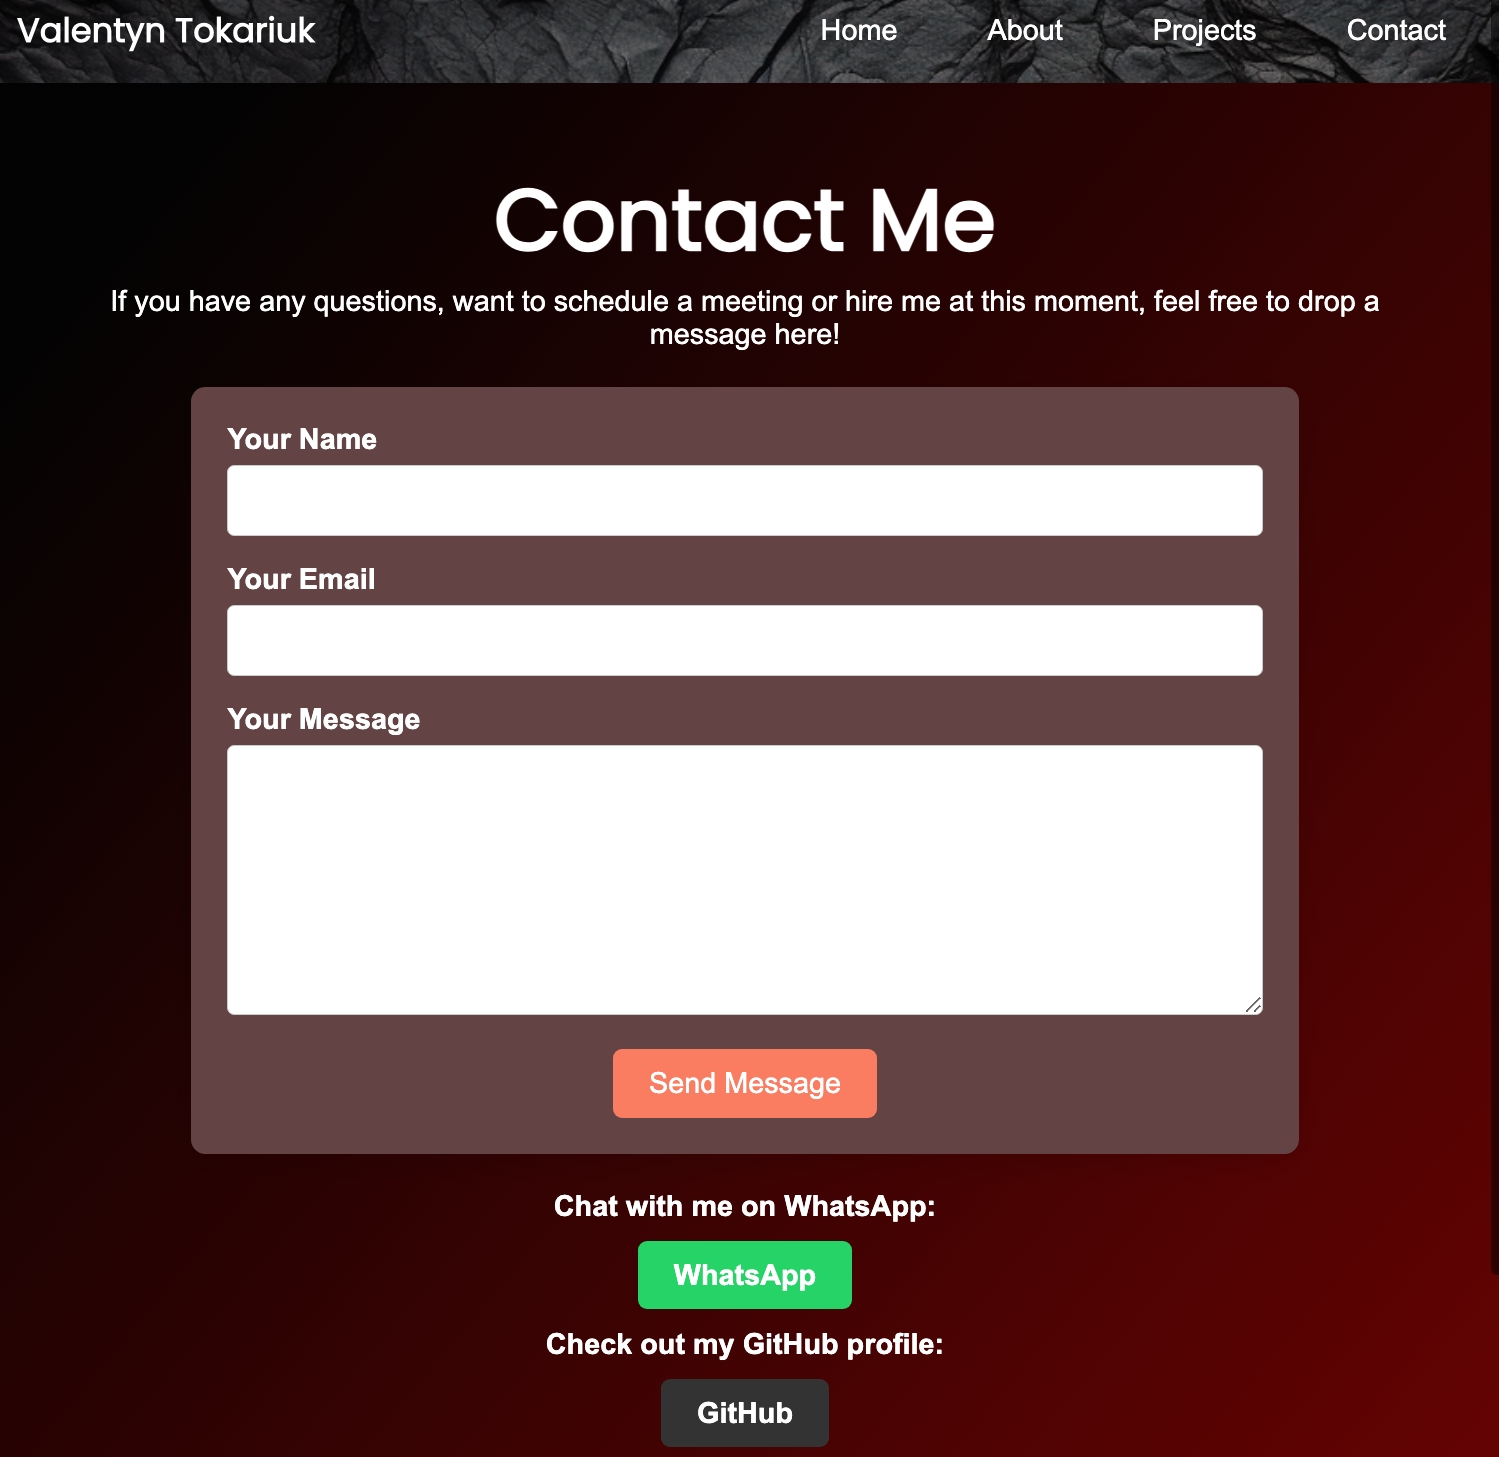 Valentyn Tokariuk
Home
About
Projects
Contact
Contact Me
If you have any questions, want to schedule a meeting or hire me at this moment, feel free to drop a
message here!
Your Name
Your Email
Your Message
Send Message
Chat with me on WhatsApp:
WhatsApp
Check out my GitHub profile:
GitHub